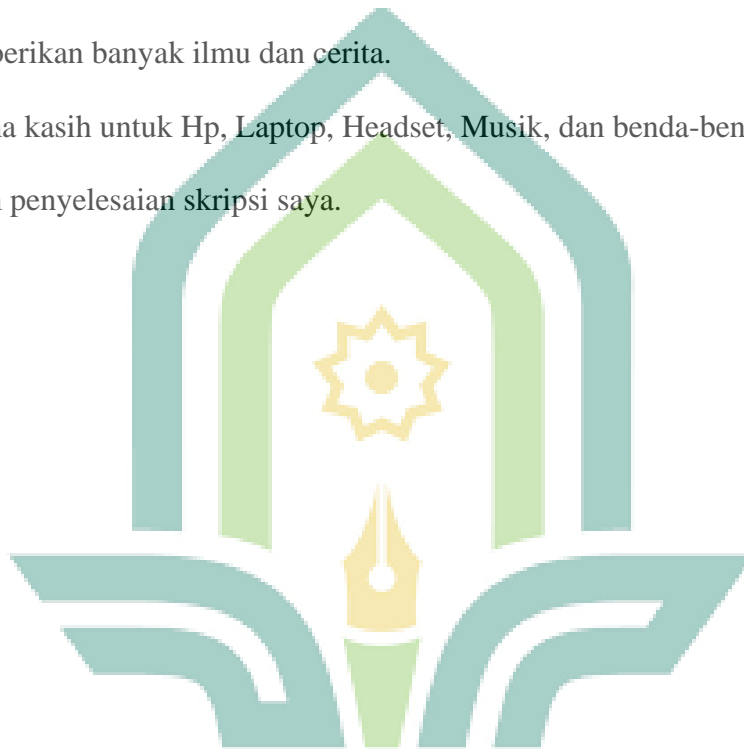 berikan banyak ilmu dan cerita.
a kasih untuk Hp, Laptop, Headset, Musik, dan benda-ben
penyelesaian skripsi saya.